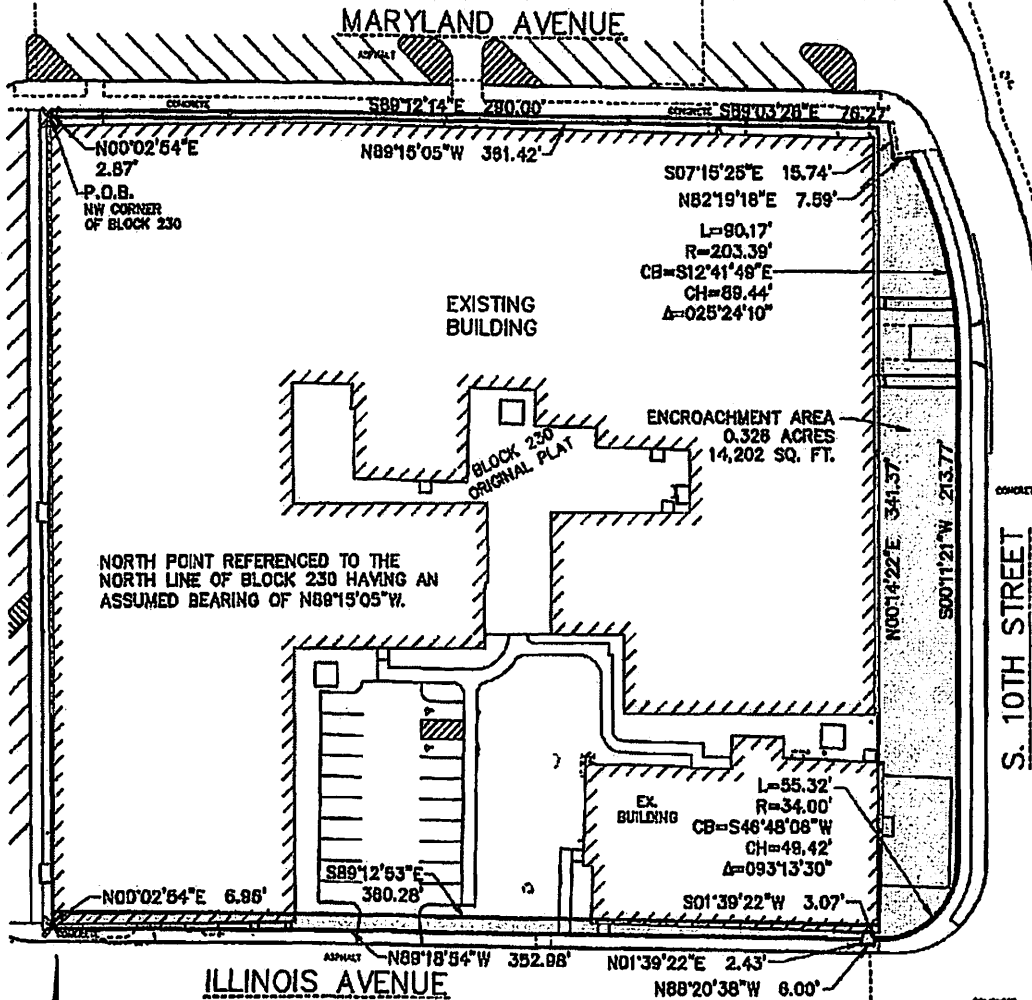 MARYLAND AVENUE
ASPHALT
CONCRETE
S89°12'14"E 280.00'
CONCRETE
S89°03'26"E 76.27'
N00°02'54"E
2.87'
N89°15'05"W 361.42'
P.O.B.
NW CORNER
OF BLOCK 230
S07°15'25"E 15.74'
N82°19'18"E 7.59'
L=90.17'
R=203.39'
CB=S12°41'49"E
CH=89.44'
Δ=025°24'10"
EXISTING
BUILDING
ENCROACHMENT AREA
0.326 ACRES
14,202 SQ. FT.
BLOCK 230
ORIGINAL PLAT
N00°14'22"E 341.37'
S00°11'21"W 213.77'
CONCRETE
S. 10TH STREET
NORTH POINT REFERENCED TO THE
NORTH LINE OF BLOCK 230 HAVING AN
ASSUMED BEARING OF N89°15'05"W.
EX.
BUILDING
L=55.32'
R=34.00'
CB=S46°48'06"W
CH=49.42'
Δ=093°13'30"
S89°12'53"E
360.28'
S01°39'22"W 3.07'
N00°02'54"E 6.96'
CONCRETE
ASPHALT
N89°18'54"W 352.98'
N01°39'22"E 2.43'
N88°20'38"W 6.00'
ILLINOIS AVENUE